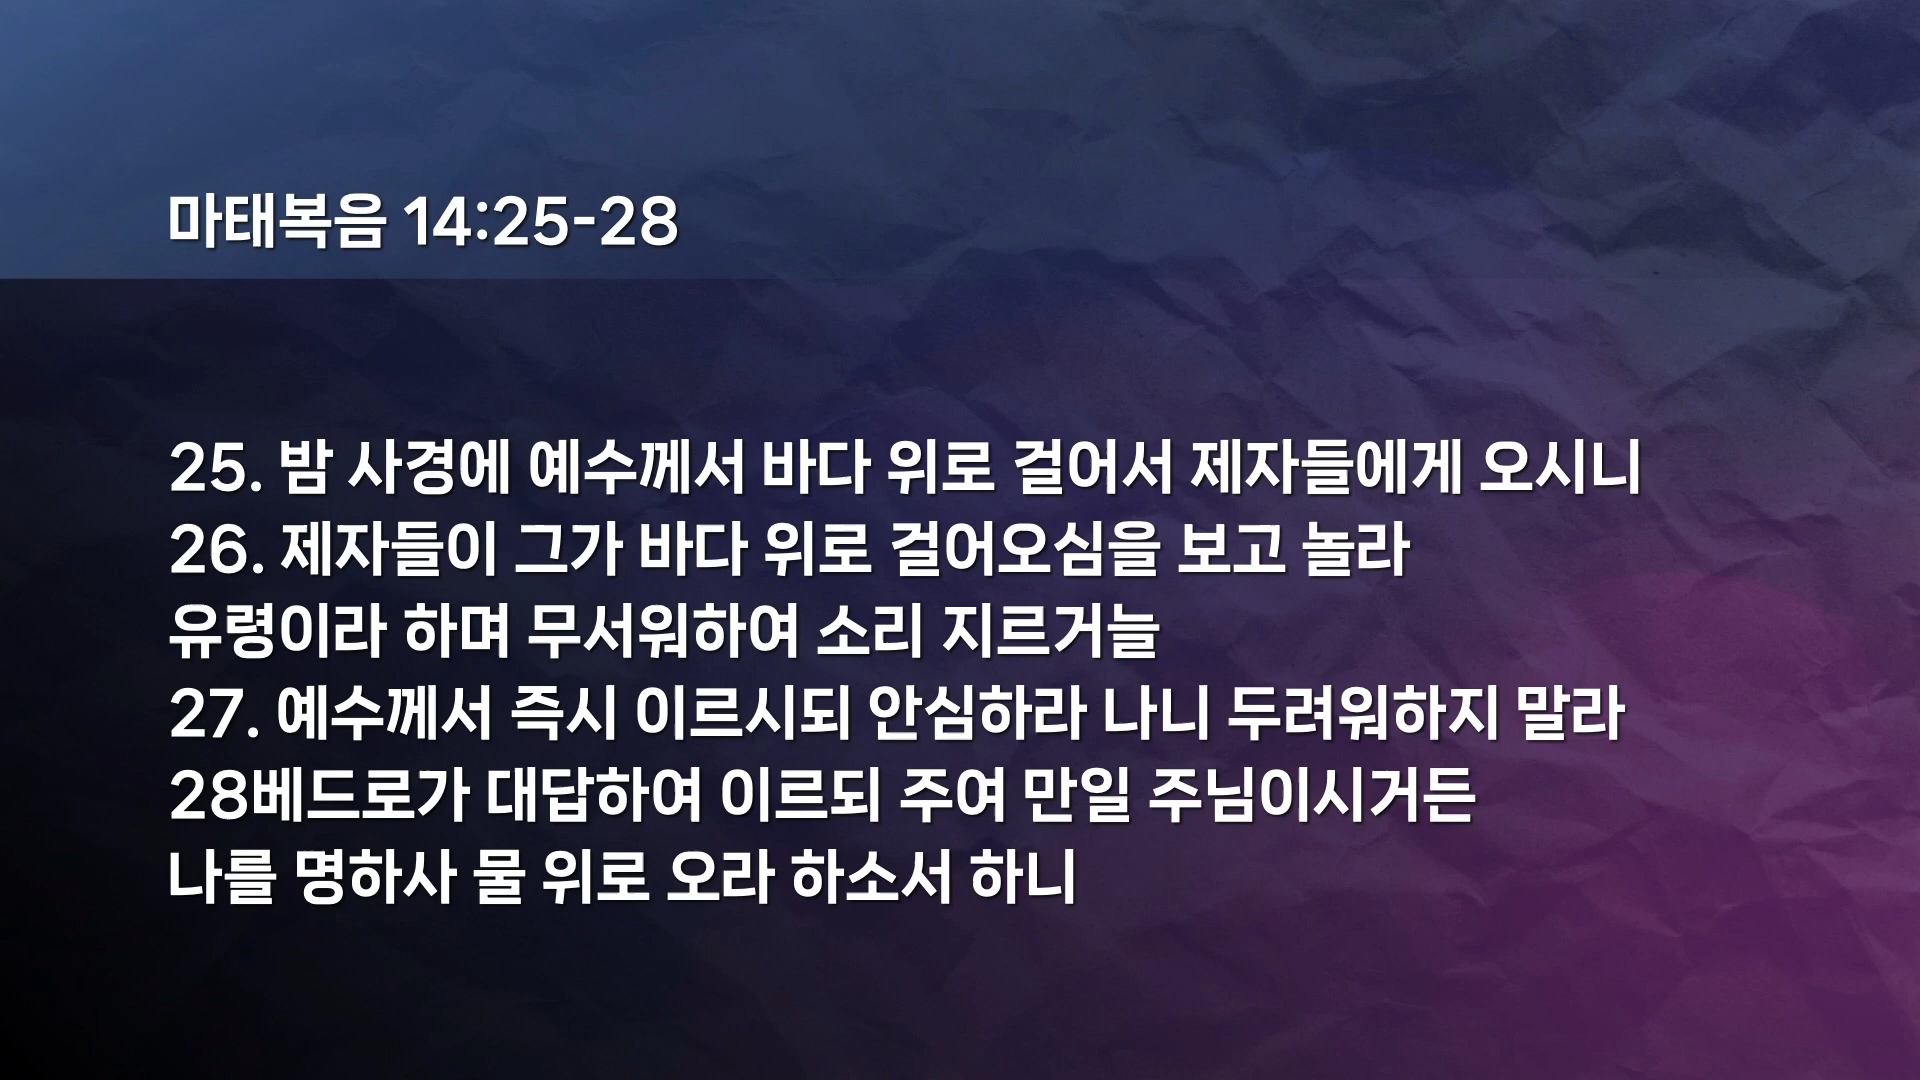 마태복음 14:25-28
25. 밤 사경에 예수께서 바다 위로 걸어서 제자들에게 오시니
26. 제자들이 그가 바다 위로 걸어오심을 보고 놀라
유령이라 하며 무서워하여 소리 지르거늘
27. 예수께서 즉시 이르시되 안심하라 나니 두려워하지 말라
28베드로가 대답하여 이르되 주여 만일 주님이시거든
나를 명하사 물 위로 오라 하소서 하니